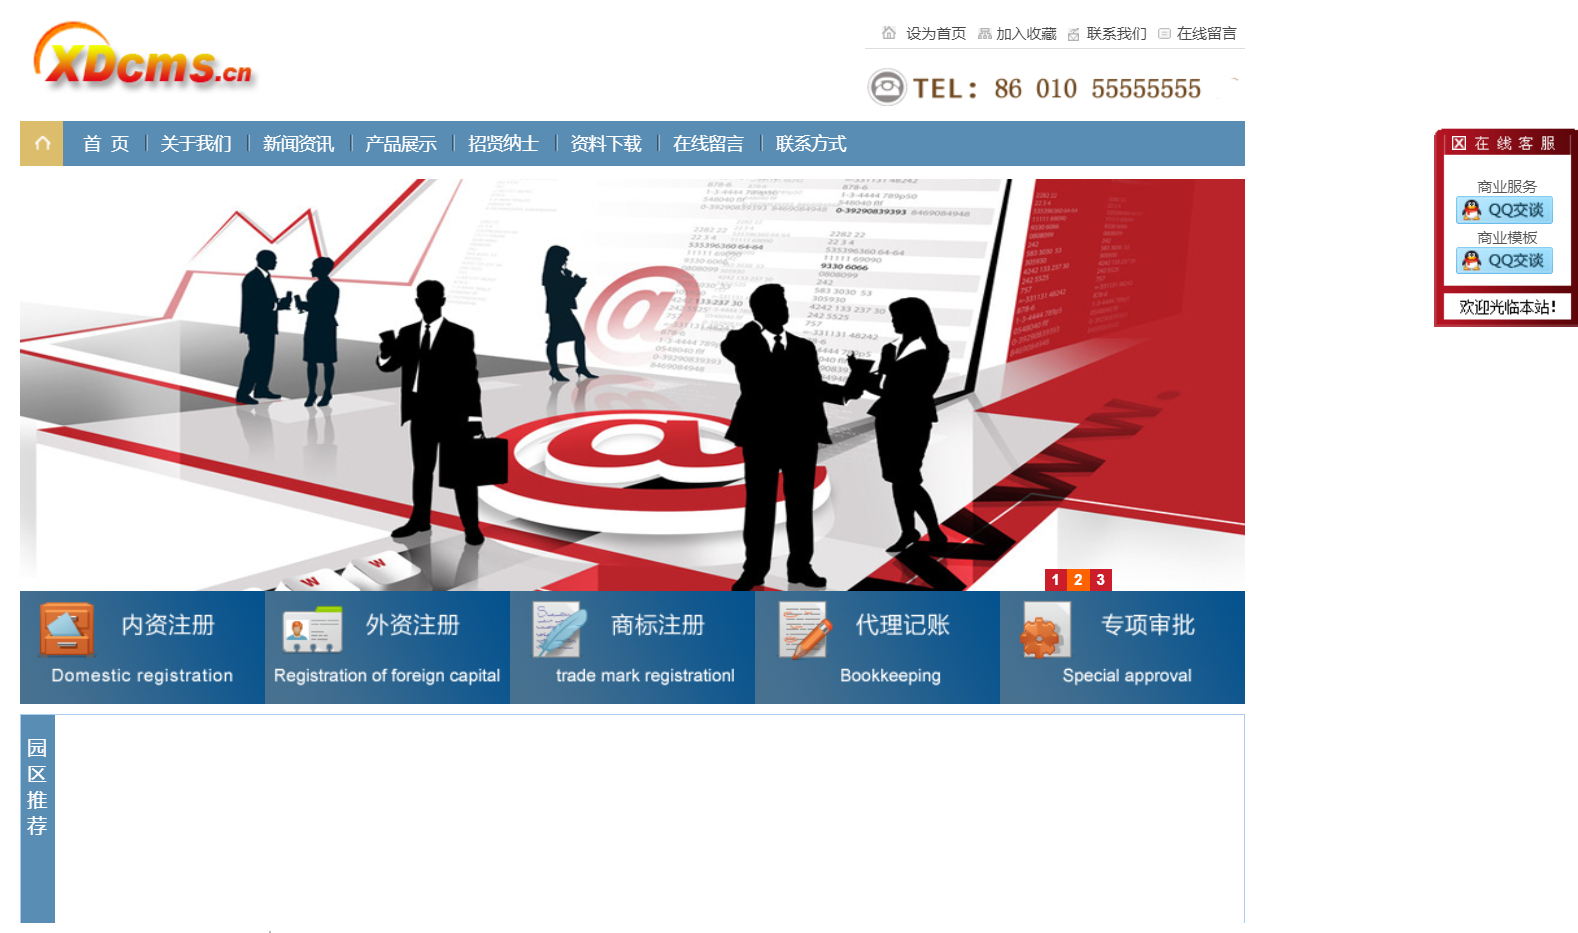 XDcms.cn
设为首页 加入收藏 联系我们 在线留言
TEL: 86 010 55555555
首 页 关于我们 新闻资讯 产品展示 招贤纳士 资料下载 在线留言 联系方式
在线客服
商业服务
QQ交谈
商业模板
QQ交谈
欢迎光临本站!
1 2 3
内资注册
Domestic registration
外资注册
Registration of foreign capital
商标注册
trade mark registrationl
代理记账
Bookkeeping
专项审批
Special approval
园
区
推
荐